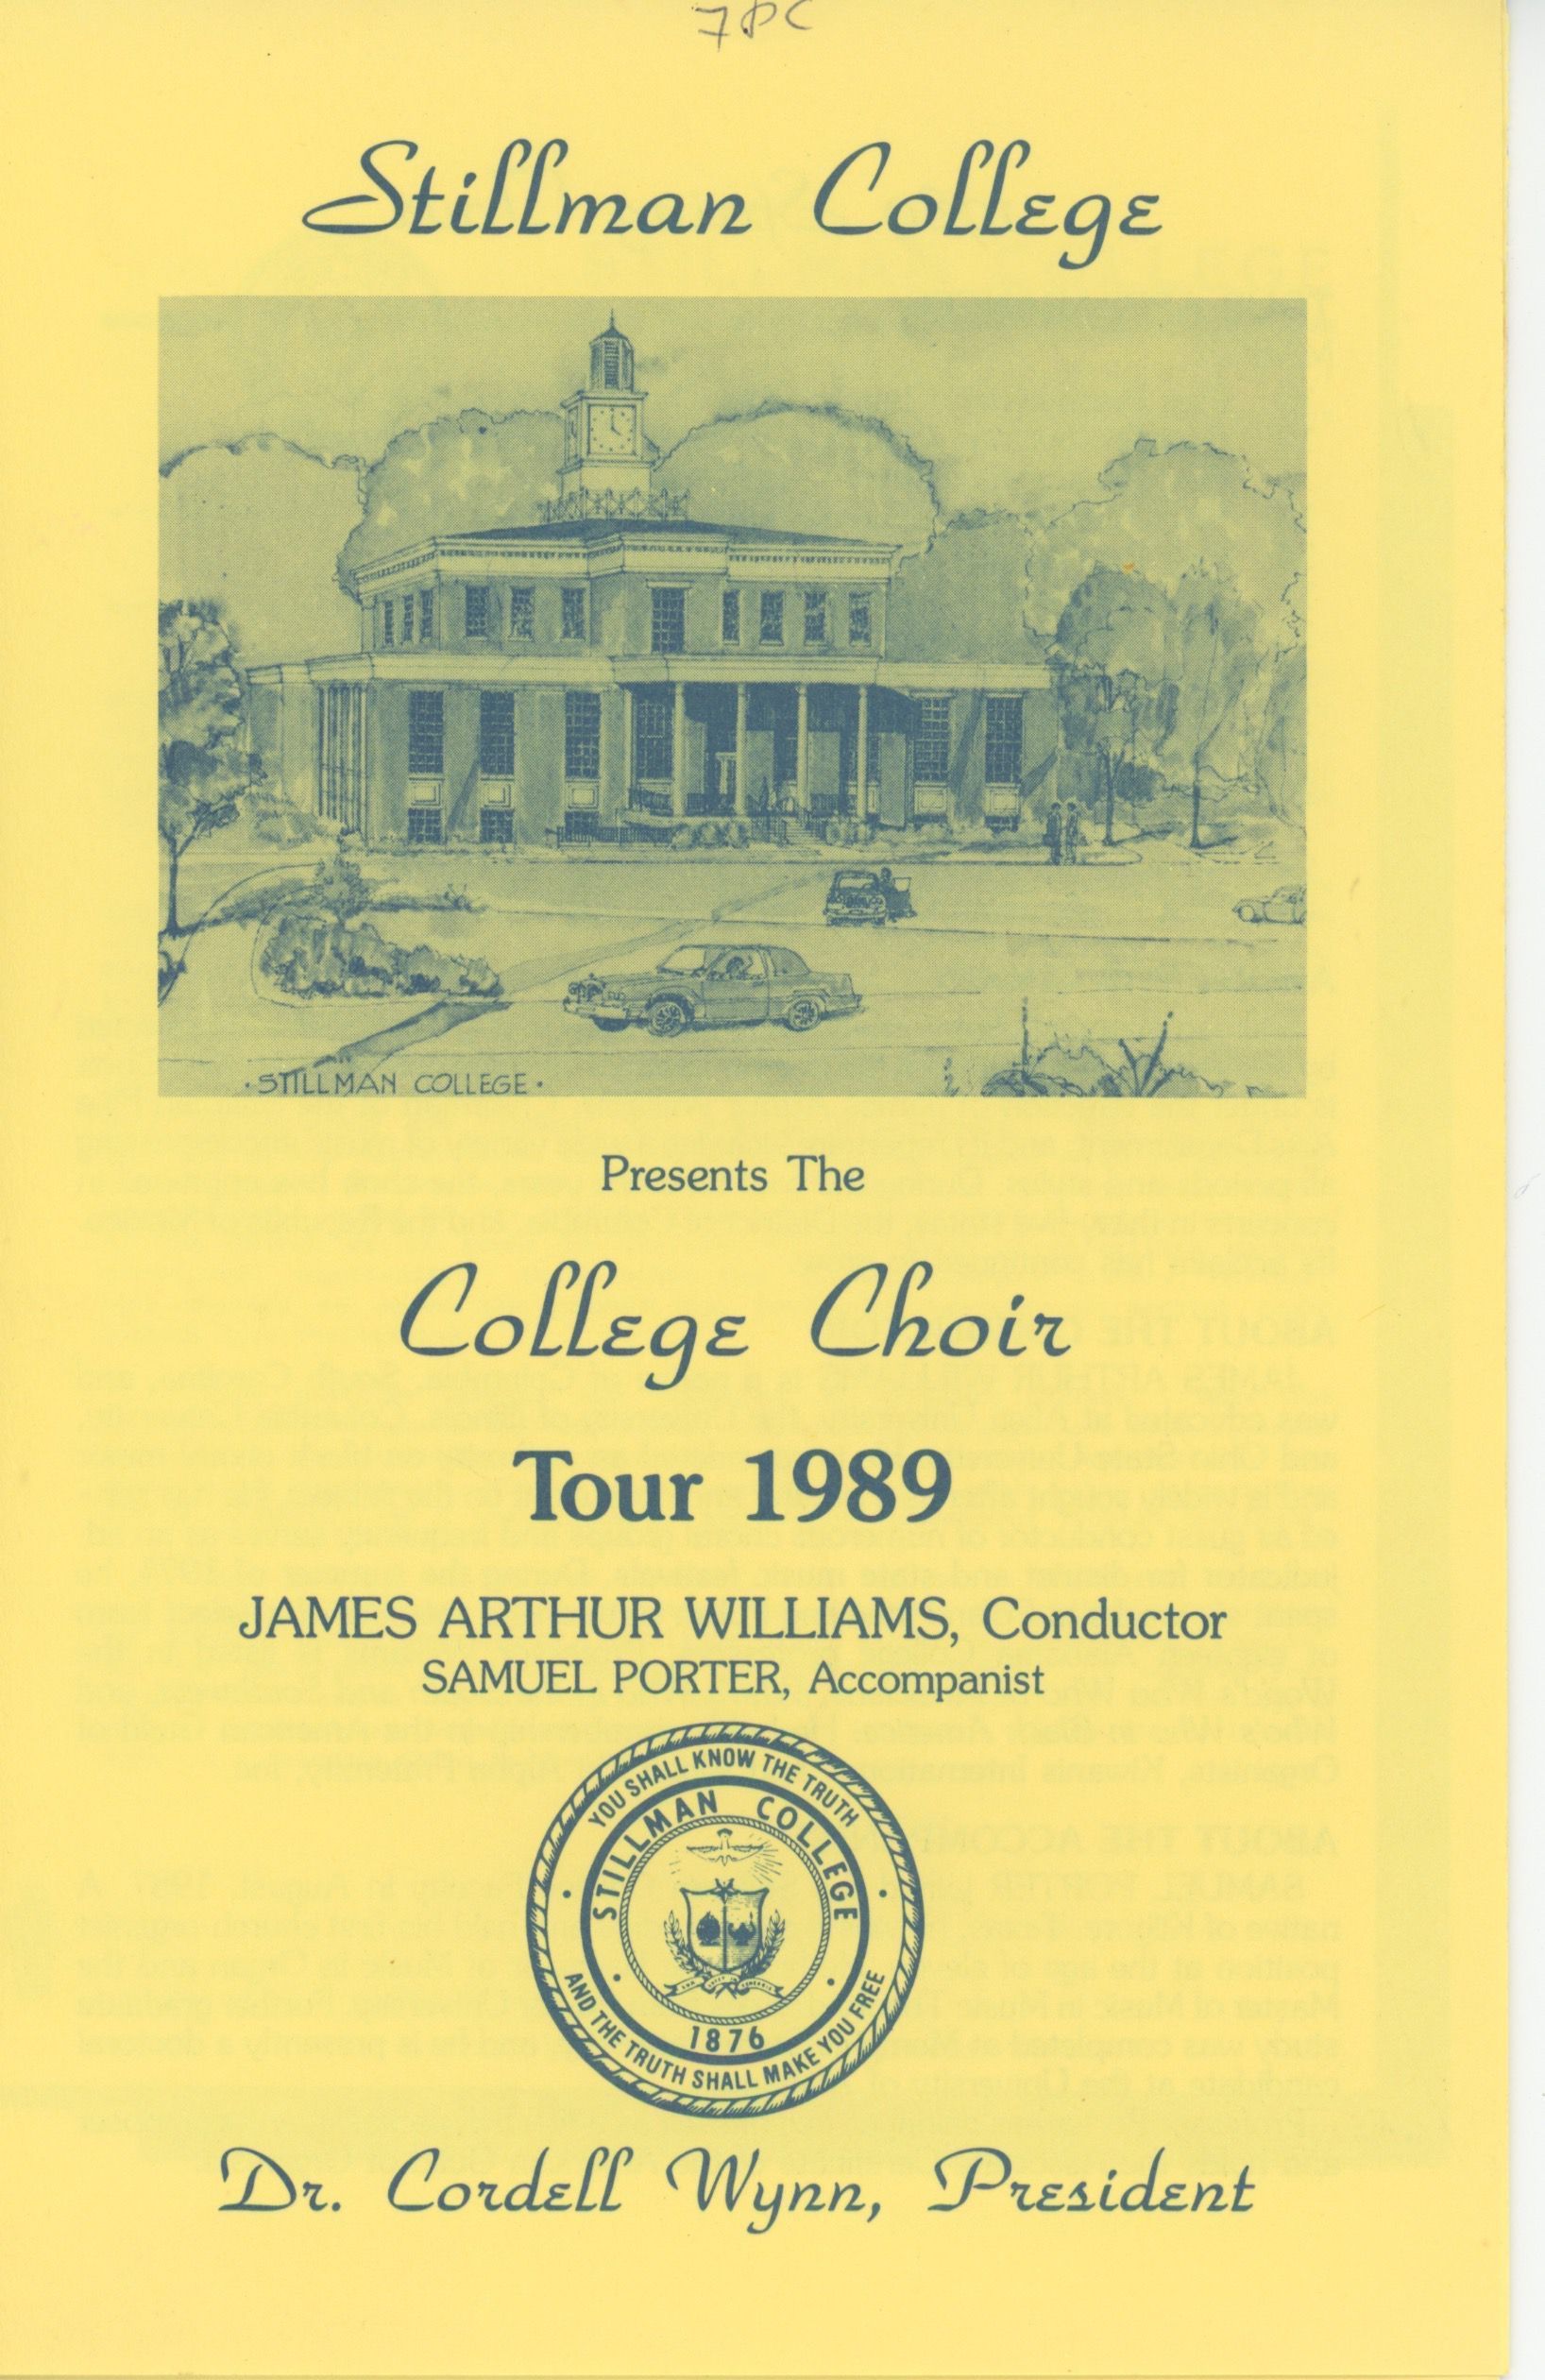 7PC
Stillman College
· STILLMAN COLLEGE ·
Presents The
College Choir
Tour 1989
JAMES ARTHUR WILLIAMS, Conductor
SAMUEL PORTER, Accompanist
YOU SHALL KNOW THE TRUTH
STILLMAN COLLEGE
1876
AND THE TRUTH SHALL MAKE YOU FREE
Dr. Cordell Wynn, President